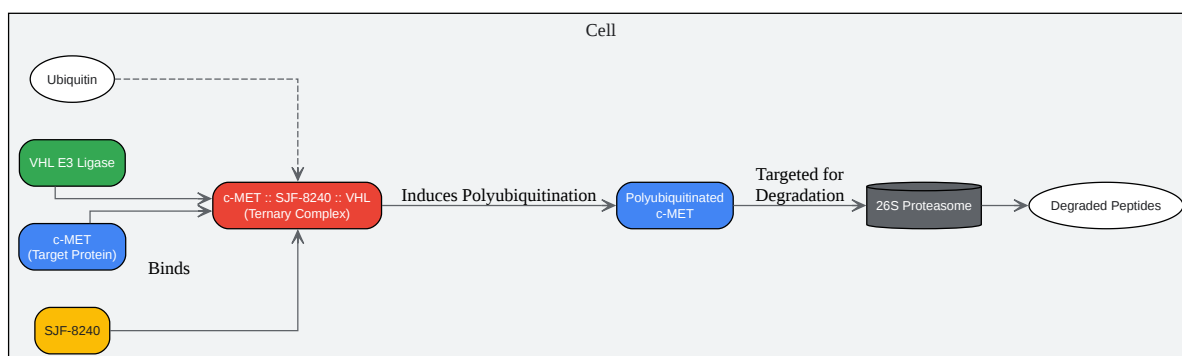 Cell
Ubiquitin
VHL E3 Ligase
c-MET :: SJF-8240 :: VHL
(Ternary Complex)
Induces Polyubiquitination
Polyubiquitinated
c-MET
Targeted for
Degradation
26S Proteasome
Degraded Peptides
c-MET
(Target Protein)
Binds
SJF-8240